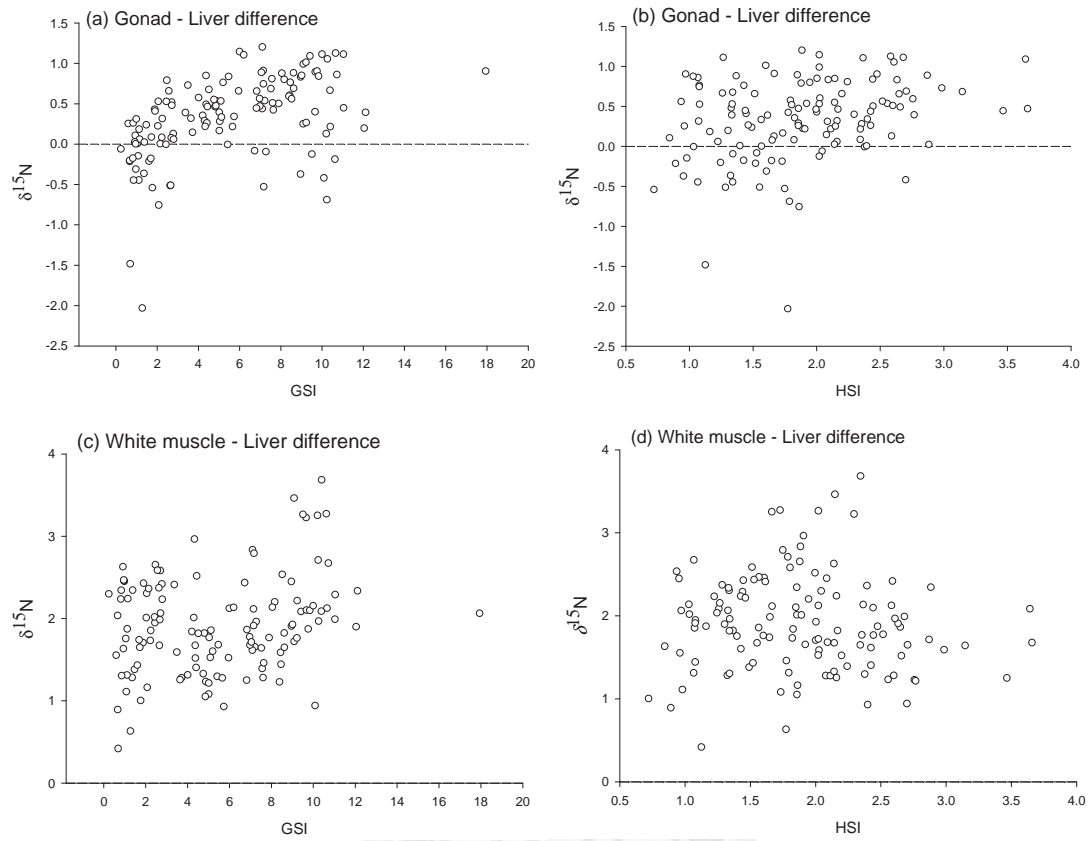 (a) Gonad - Liver difference
1.5
1.0
0.5
0.0
-0.5
-1.0
-1.5
-2.0
-2.5
δ15N
0 2 4 6 8 10 12 14 16 18 20
GSI
(b) Gonad - Liver difference
1.5
1.0
0.5
0.0
-0.5
-1.0
-1.5
-2.0
-2.5
δ15N
0.5 1.0 1.5 2.0 2.5 3.0 3.5 4.0
HSI
(c) White muscle - Liver difference
4
3
2
1
0
δ15N
0 2 4 6 8 10 12 14 16 18 20
GSI
(d) White muscle - Liver difference
4
3
2
1
0
δ15N
0.5 1.0 1.5 2.0 2.5 3.0 3.5 4.0
HSI